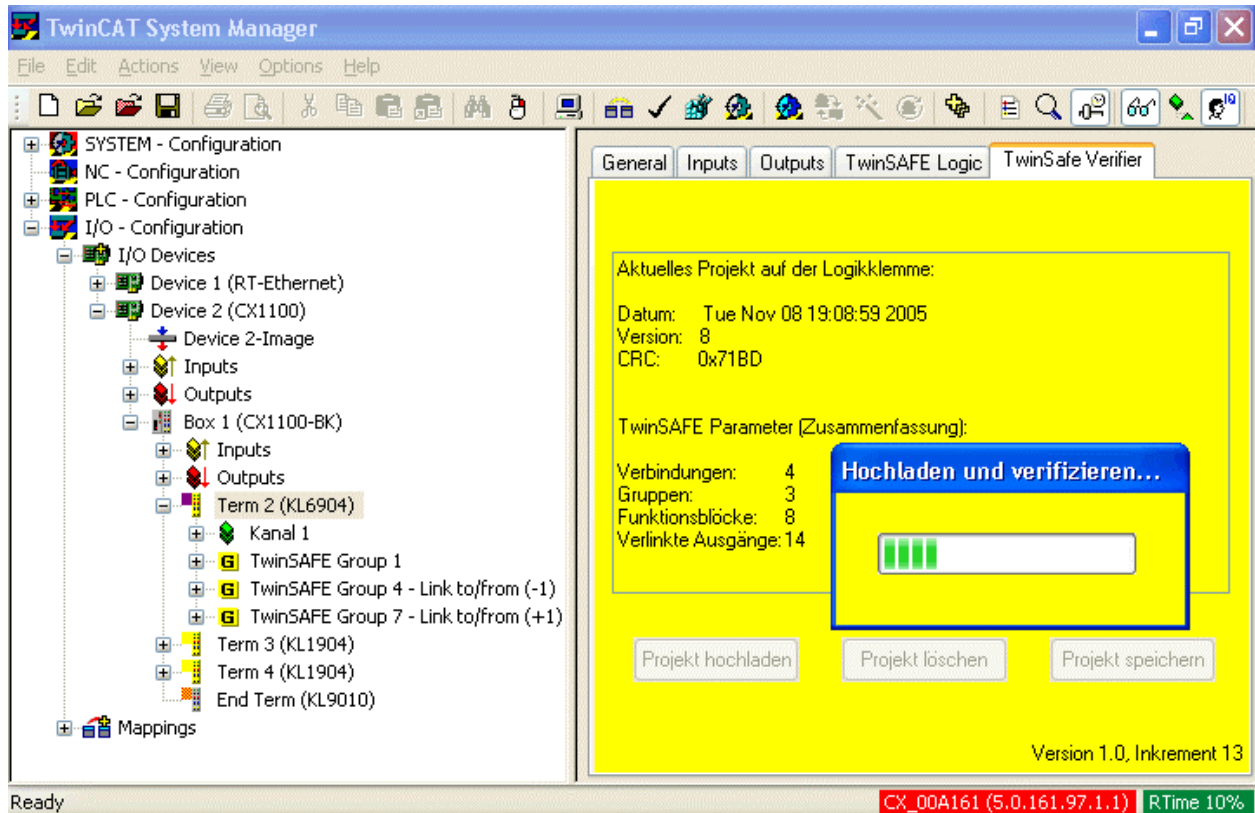 TwinCAT System Manager
File Edit Actions View Options Help
SYSTEM - Configuration
NC - Configuration
PLC - Configuration
I/O - Configuration
I/O Devices
Device 1 (RT-Ethernet)
Device 2 (CX1100)
Device 2-Image
Inputs
Outputs
Box 1 (CX1100-BK)
Inputs
Outputs
Term 2 (KL6904)
Kanal 1
G TwinSAFE Group 1
G TwinSAFE Group 4 - Link to/from (-1)
G TwinSAFE Group 7 - Link to/from (+1)
Term 3 (KL1904)
Term 4 (KL1904)
End Term (KL9010)
Mappings
General Inputs Outputs TwinSAFE Logic TwinSafe Verifier
Aktuelles Projekt auf der Logikklemme:
Datum: Tue Nov 08 19:08:59 2005
Version: 8
CRC: 0x71BD
TwinSAFE Parameter (Zusammenfassung):
Verbindungen: 4
Gruppen: 3
Funktionsblöcke: 8
Verlinkte Ausgänge: 14
Hochladen und verifizieren...
Projekt hochladen Projekt löschen Projekt speichern
Version 1.0, Inkrement 13
Ready CX_00A161 (5.0.161.97.1.1) RTime 10%